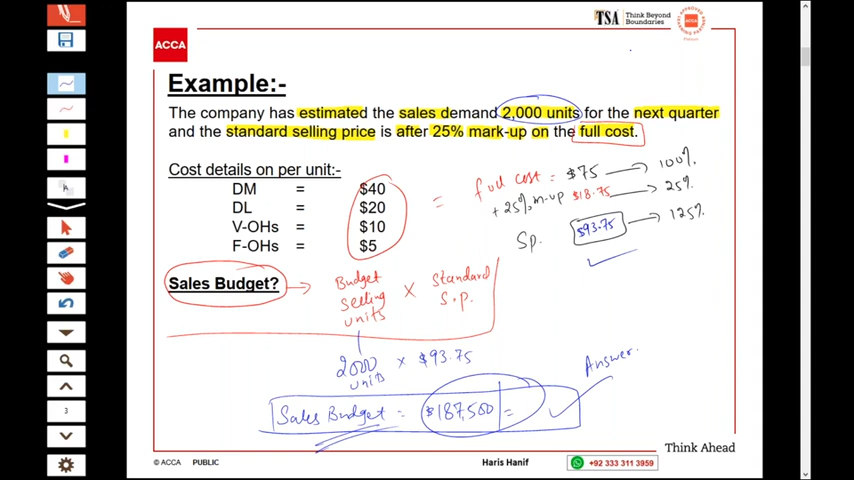 TSA Think Beyond Boundaries
ACCA
Example:-
The company has estimated the sales demand 2,000 units for the next quarter
and the standard selling price is after 25% mark-up on the full cost.
Cost details on per unit:-
DM = $40
DL = $20
V-OHs = $10
F-OHs = $5
= full cost = $75 → 100%
+25% m-up $18.75 → 25%
Sp. $93.75 → 125%
Sales Budget? → Budget selling units × Standard S.p.
2000 units × $93.75
Sales Budget = $187,500 =
Answer.
Think Ahead
© ACCA PUBLIC Haris Hanif +92 333 311 3959
3